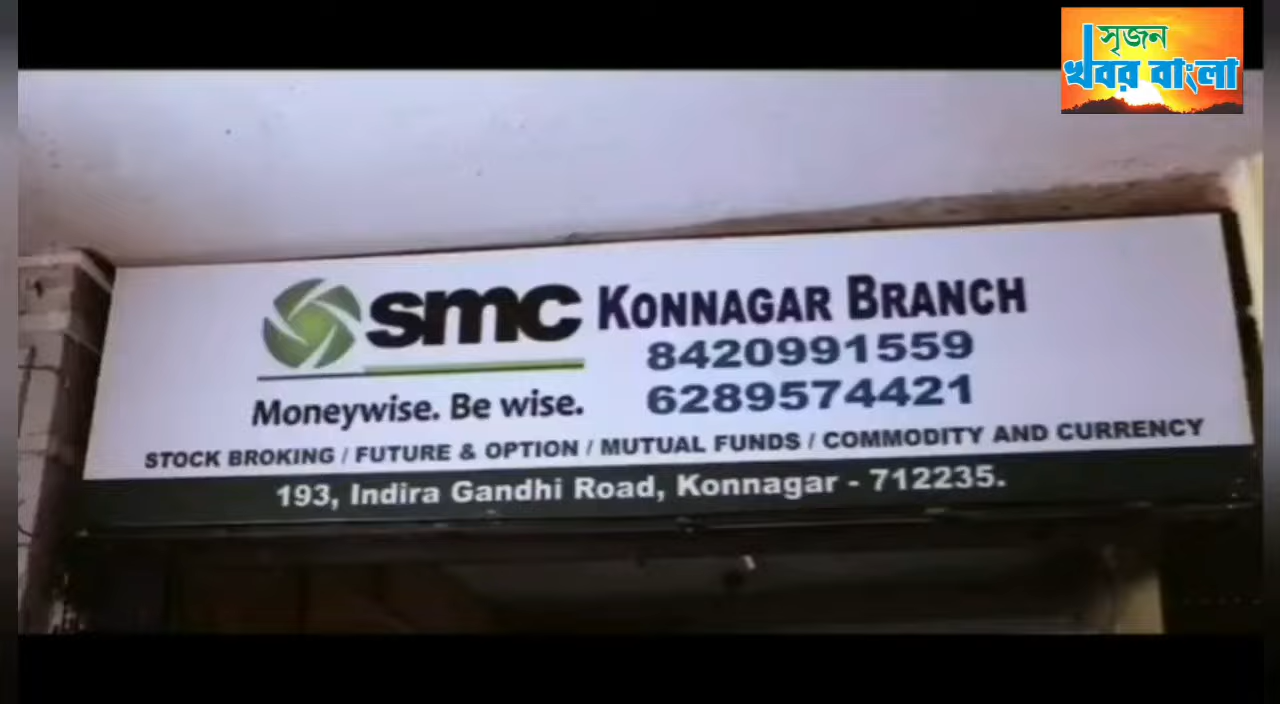 সৃজন
খবর বাংলা
smc KONNAGAR BRANCH
8420991559
Moneywise. Be wise. 6289574421
STOCK BROKING / FUTURE & OPTION / MUTUAL FUNDS / COMMODITY AND CURRENCY
193, Indira Gandhi Road, Konnagar - 712235.